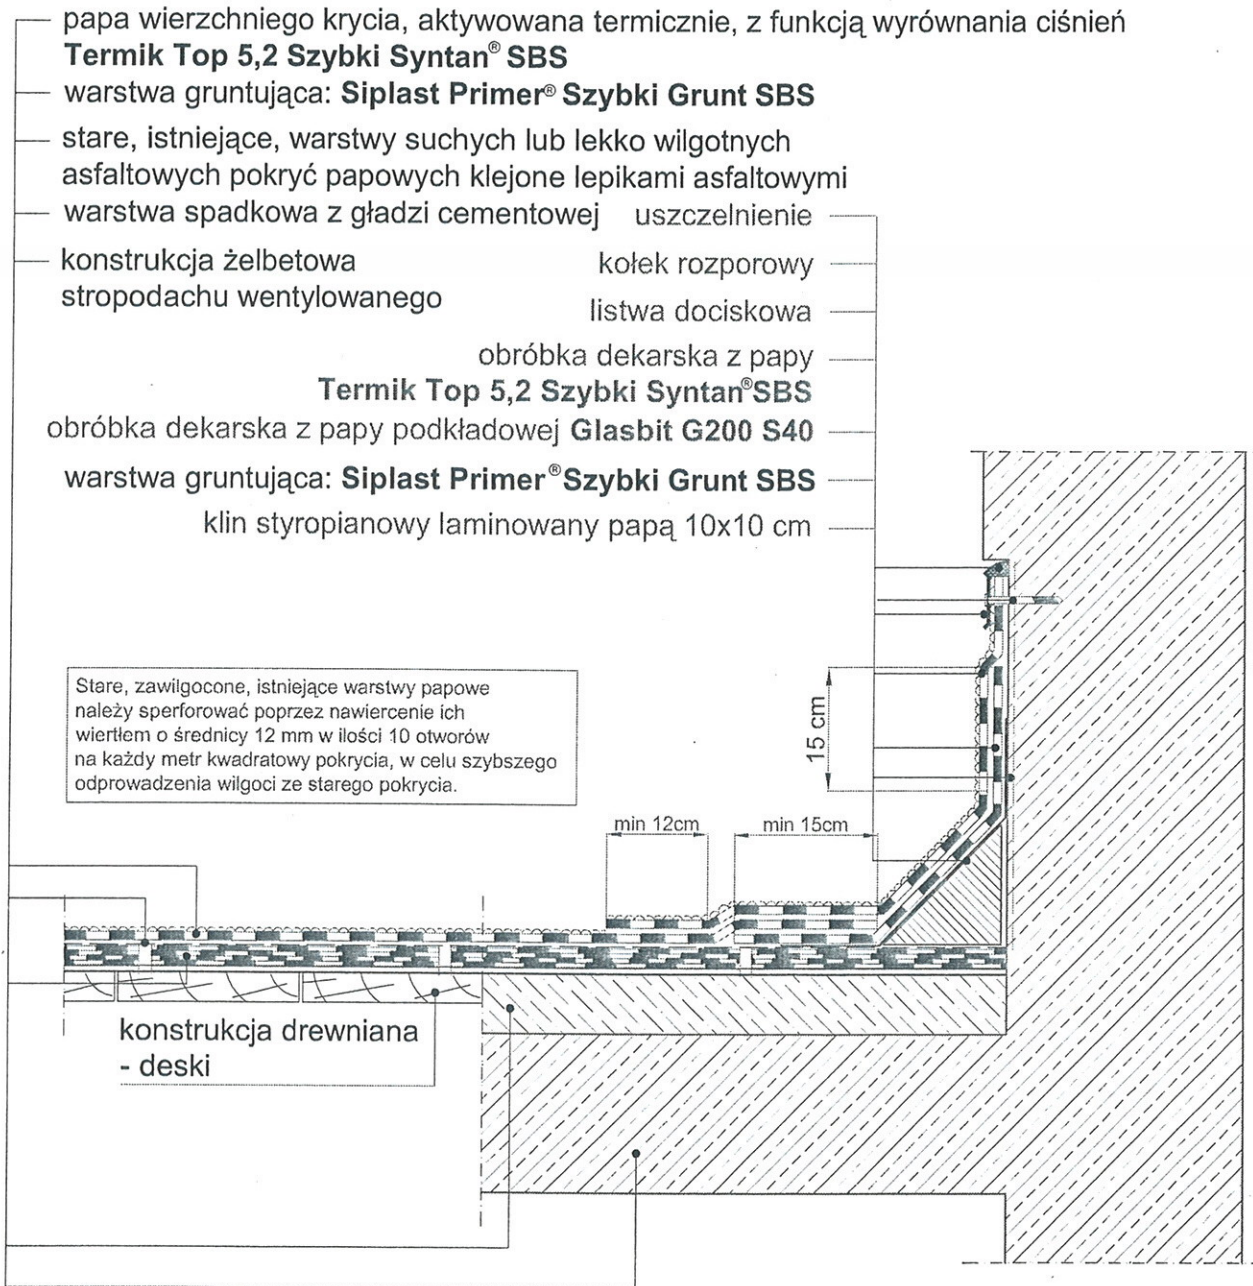 papa wierzchniego krycia, aktywowana termicznie, z funkcją wyrównania ciśnień
Termik Top 5,2 Szybki Syntan® SBS
warstwa gruntująca: Siplast Primer® Szybki Grunt SBS
stare, istniejące, warstwy suchych lub lekko wilgotnych
asfaltowych pokryć papowych klejone lepikami asfaltowymi
warstwa spadkowa z gładzi cementowej
konstrukcja żelbetowa
stropodachu wentylowanego
uszczelnienie
kołek rozporowy
listwa dociskowa
obróbka dekarska z papy
Termik Top 5,2 Szybki Syntan®SBS
obróbka dekarska z papy podkładowej Glasbit G200 S40
warstwa gruntująca: Siplast Primer® Szybki Grunt SBS
klin styropianowy laminowany papą 10x10 cm
Stare, zawilgocone, istniejące warstwy papowe
należy sperforować poprzez nawiercenie ich
wiertłem o średnicy 12 mm w ilości 10 otworów
na każdy metr kwadratowy pokrycia, w celu szybszego
odprowadzenia wilgoci ze starego pokrycia.
15 cm
min 12cm
min 15cm
konstrukcja drewniana
- deski